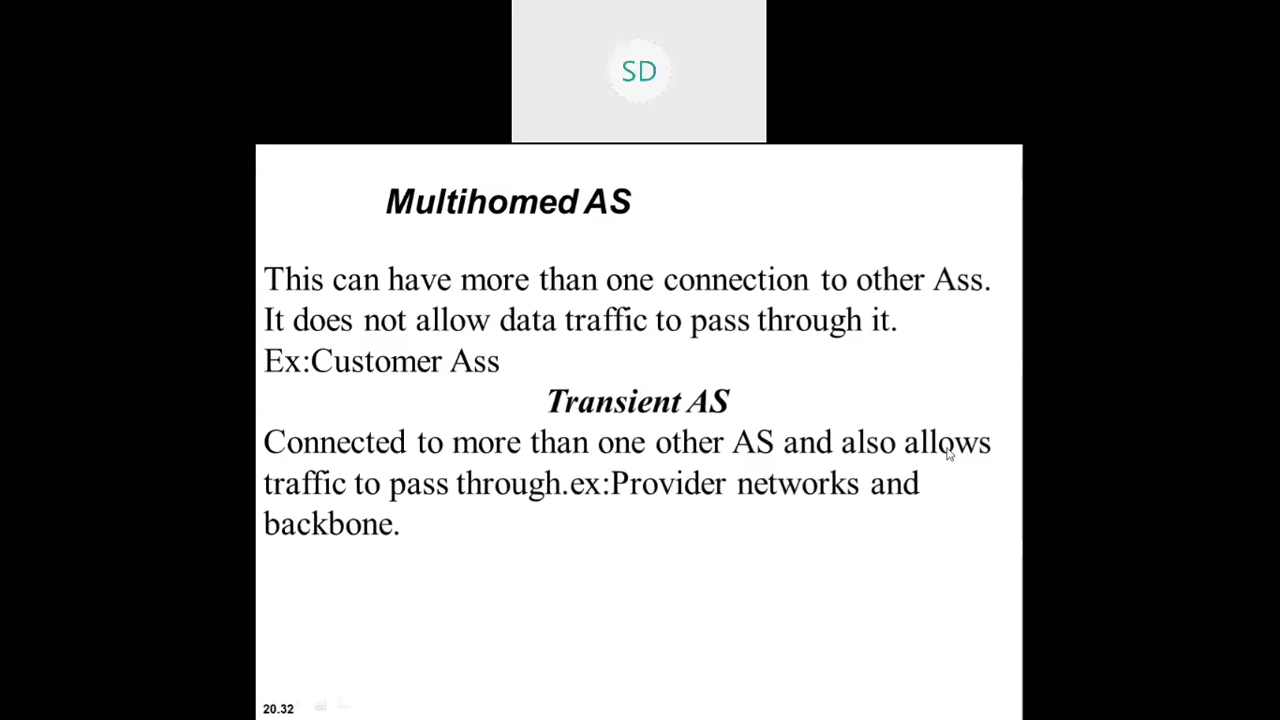 SD
Multihomed AS
This can have more than one connection to other Ass.
It does not allow data traffic to pass through it.
Ex:Customer Ass
Transient AS
Connected to more than one other AS and also allows
traffic to pass through.ex:Provider networks and
backbone.
20.32